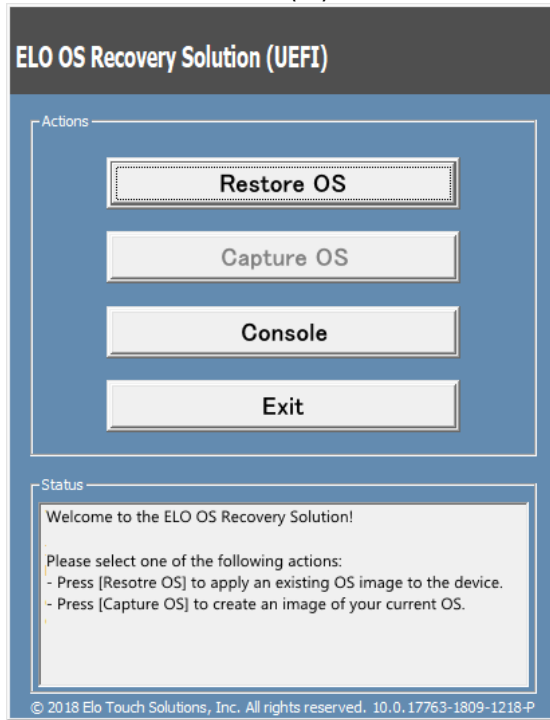 ELO OS Recovery Solution (UEFI)
Actions
Restore OS
Capture OS
Console
Exit
Status
Welcome to the ELO OS Recovery Solution!
Please select one of the following actions:
- Press [Resotre OS] to apply an existing OS image to the device.
- Press [Capture OS] to create an image of your current OS.
© 2018 Elo Touch Solutions, Inc. All rights reserved. 10.0.17763-1809-1218-P